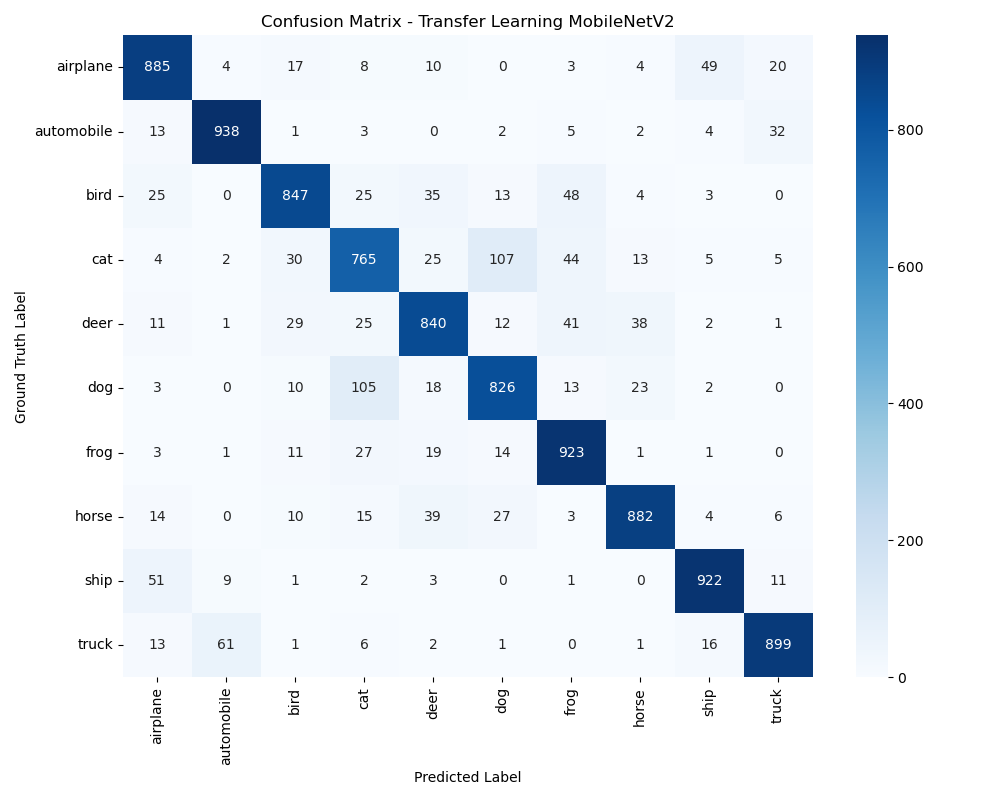 Confusion Matrix - Transfer Learning MobileNetV2
airplane 885 4 17 8 10 0 3 4 49 20
automobile 13 938 1 3 0 2 5 2 4 32
bird 25 0 847 25 35 13 48 4 3 0
cat 4 2 30 765 25 107 44 13 5 5
deer 11 1 29 25 840 12 41 38 2 1
dog 3 0 10 105 18 826 13 23 2 0
frog 3 1 11 27 19 14 923 1 1 0
horse 14 0 10 15 39 27 3 882 4 6
ship 51 9 1 2 3 0 1 0 922 11
truck 13 61 1 6 2 1 0 1 16 899
Ground Truth Label
airplane automobile bird cat deer dog frog horse ship truck
Predicted Label
800
600
400
200
0